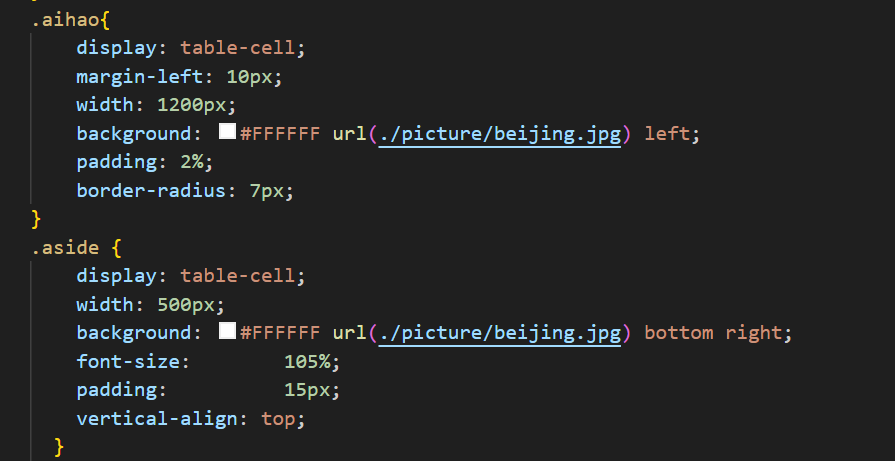 .aihao{
display: table-cell;
margin-left: 10px;
width: 1200px;
background: #FFFFFF url(./picture/beijing.jpg) left;
padding: 2%;
border-radius: 7px;
}
.aside {
display: table-cell;
width: 500px;
background: #FFFFFF url(./picture/beijing.jpg) bottom right;
font-size: 105%;
padding: 15px;
vertical-align: top;
}